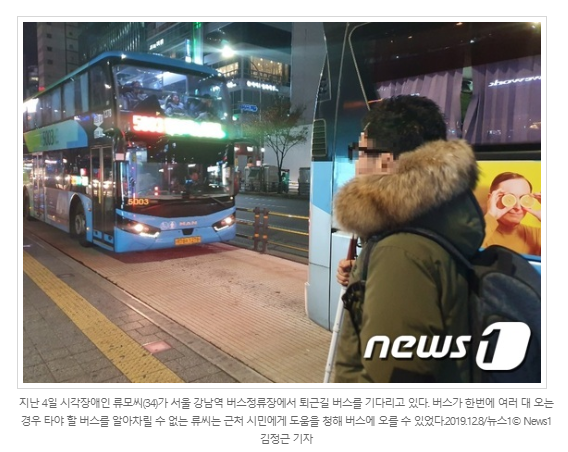 5003
5003
MAN
news1
지난 4일 시각장애인 류모씨(34)가 서울 강남역 버스정류장에서 퇴근길 버스를 기다리고 있다. 버스가 한번에 여러 대 오는
경우 타야 할 버스를 알아차릴 수 없는 류씨는 근처 시민에게 도움을 청해 버스에 오를 수 있었다.2019.12.8/뉴스1© News1
김정근 기자